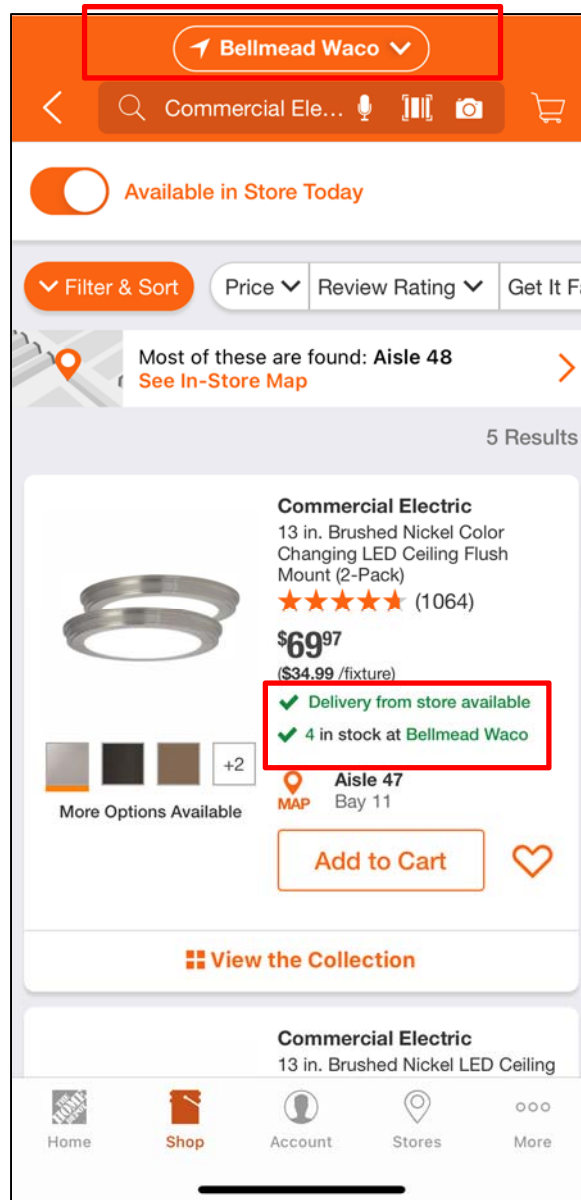 Bellmead Waco
Commercial Ele...
Available in Store Today
Filter & Sort
Price
Review Rating
Get It Fa
Most of these are found: Aisle 48
See In-Store Map
5 Results
Commercial Electric
13 in. Brushed Nickel Color
Changing LED Ceiling Flush
Mount (2-Pack)
(1064)
$69 97
($34.99 /fixture)
Delivery from store available
4 in stock at Bellmead Waco
+2
More Options Available
MAP
Aisle 47
Bay 11
Add to Cart
View the Collection
Commercial Electric
13 in. Brushed Nickel LED Ceiling
THE HOME DEPOT
Home
Shop
Account
Stores
More